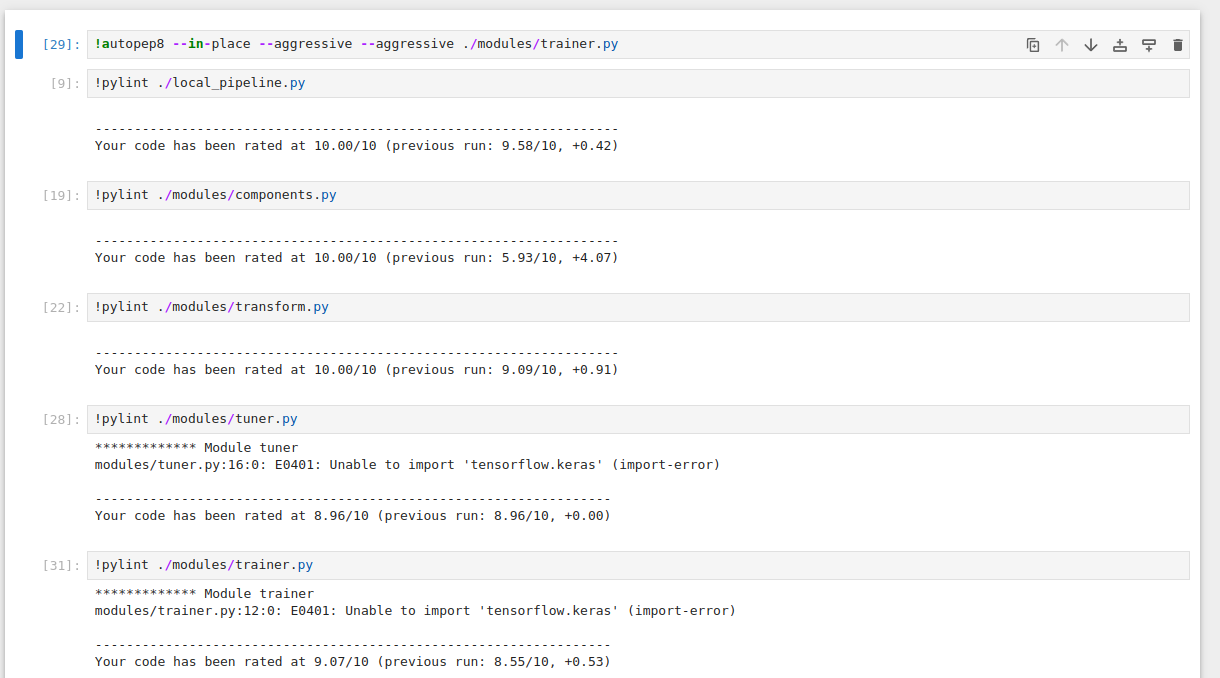 [29]: !autopep8 --in-place --aggressive --aggressive ./modules/trainer.py
[9]: !pylint ./local_pipeline.py
-------------------------------------------------------------------
Your code has been rated at 10.00/10 (previous run: 9.58/10, +0.42)
[19]: !pylint ./modules/components.py
-------------------------------------------------------------------
Your code has been rated at 10.00/10 (previous run: 5.93/10, +4.07)
[22]: !pylint ./modules/transform.py
-------------------------------------------------------------------
Your code has been rated at 10.00/10 (previous run: 9.09/10, +0.91)
[28]: !pylint ./modules/tuner.py
************* Module tuner
modules/tuner.py:16:0: E0401: Unable to import 'tensorflow.keras' (import-error)
------------------------------------------------------------------
Your code has been rated at 8.96/10 (previous run: 8.96/10, +0.00)
[31]: !pylint ./modules/trainer.py
************* Module trainer
modules/trainer.py:12:0: E0401: Unable to import 'tensorflow.keras' (import-error)
------------------------------------------------------------------
Your code has been rated at 9.07/10 (previous run: 8.55/10, +0.53)